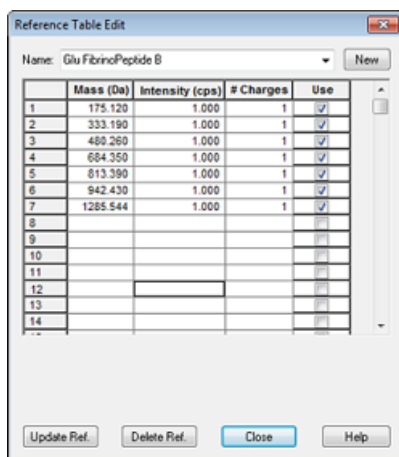 Reference Table Edit
Name: Glu FibrinoPeptide B New
Mass (Da) Intensity (cps) # Charges Use
1 175.120 1.000 1
2 333.190 1.000 1
3 480.260 1.000 1
4 684.350 1.000 1
5 813.390 1.000 1
6 942.430 1.000 1
7 1285.544 1.000 1
8
9
10
11
12
13
14
Update Ref. Delete Ref. Close Help